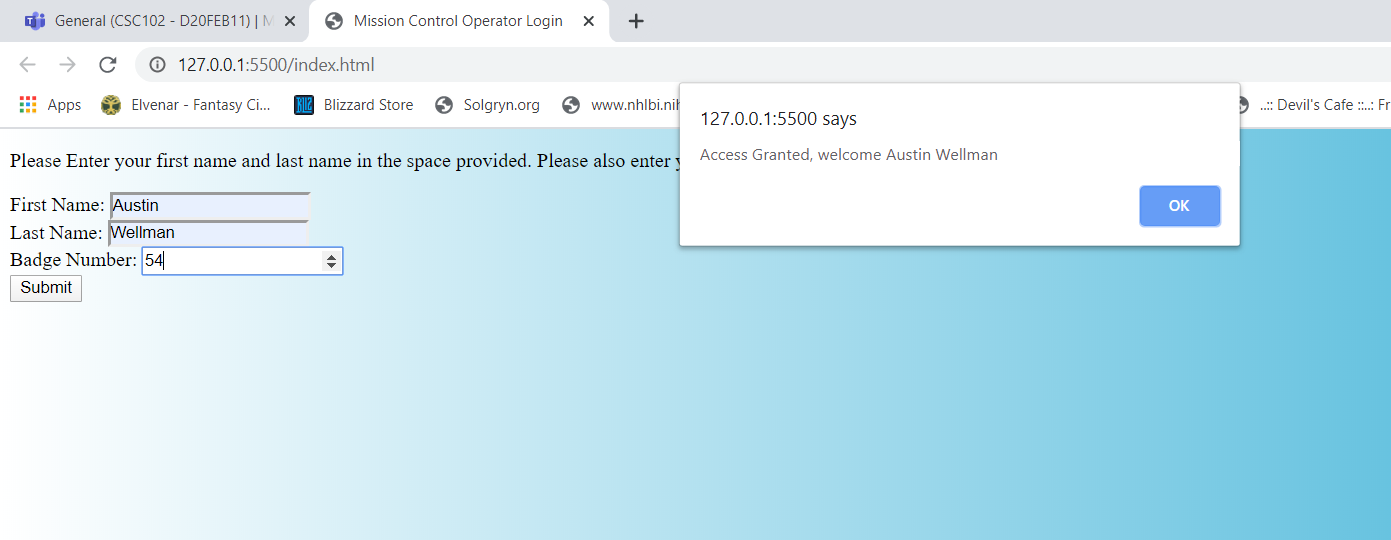 General (CSC102 - D20FEB11) | M
Mission Control Operator Login
127.0.0.1:5500/index.html
Apps Elvenar - Fantasy Ci... Blizzard Store Solgryn.org www.nhlbi.nih ..:: Devil's Cafe ::..: Fr
127.0.0.1:5500 says
Access Granted, welcome Austin Wellman
OK
Please Enter your first name and last name in the space provided. Please also enter y
First Name: Austin
Last Name: Wellman
Badge Number: 54
Submit